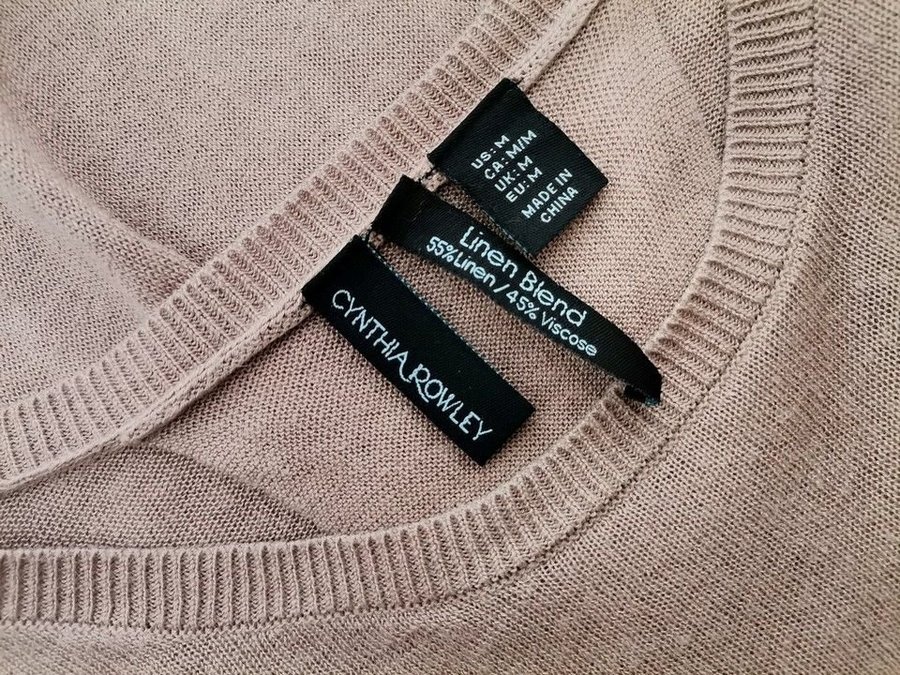 US: M
CA: M/M
UK: M
EU: M
MADE IN
CHINA
Linen Blend
55% Linen / 45% Viscose
CYNTHIA ROWLEY